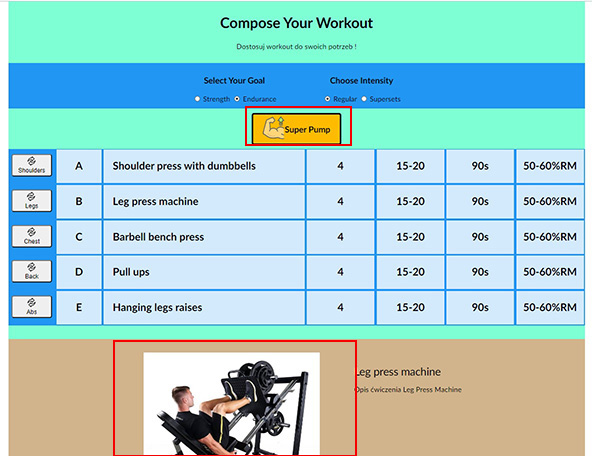 Compose Your Workout
Dostosuj workout do swoich potrzeb !
Select Your Goal Choose Intensity
Strength Endurance Regular Supersets
Super Pump
Shoulders A Shoulder press with dumbbells 4 15-20 90s 50-60%RM
Legs B Leg press machine 4 15-20 90s 50-60%RM
Chest C Barbell bench press 4 15-20 90s 50-60%RM
Back D Pull ups 4 15-20 90s 50-60%RM
Abs E Hanging legs raises 4 15-20 90s 50-60%RM
Leg press machine
Opis ćwiczenia Leg Press Machine